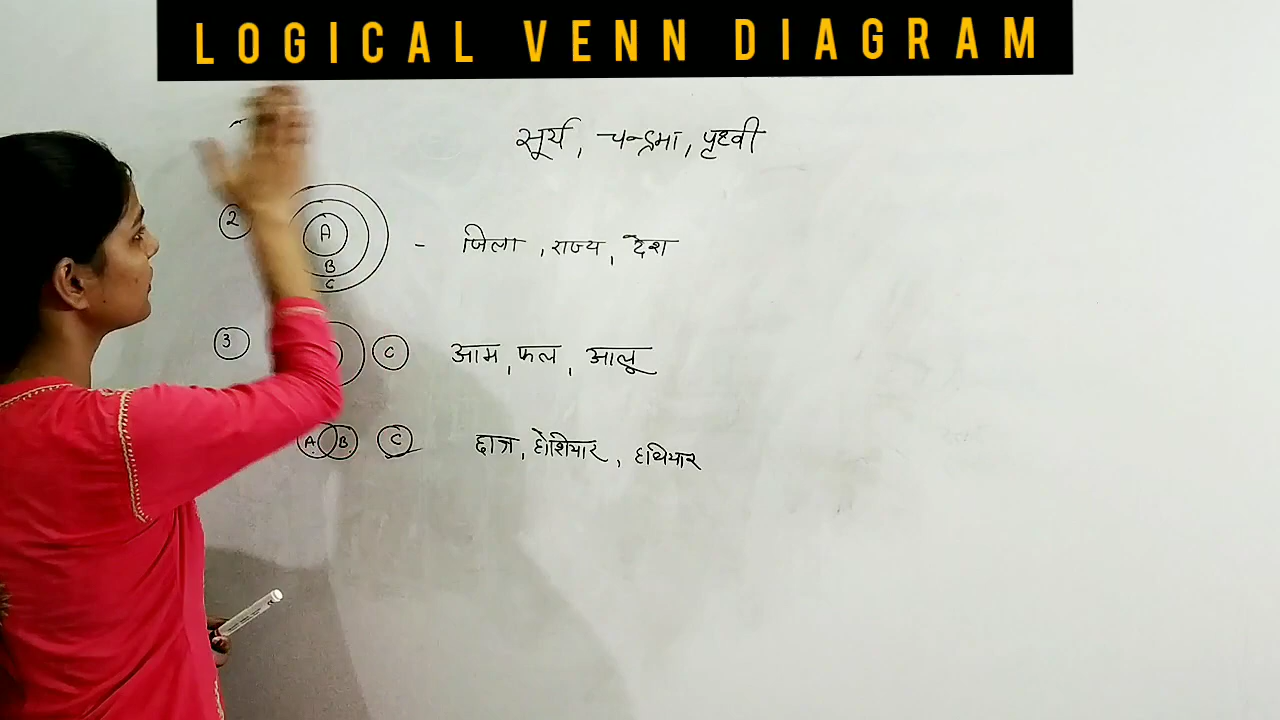 LOGICAL VENN DIAGRAM
सूर्य, चन्द्रमा, पृथ्वी
2 A B C - जिला, राज्य, देश
3 C आम, फल, आलू
A B C छात्र, होशियार, हथियार